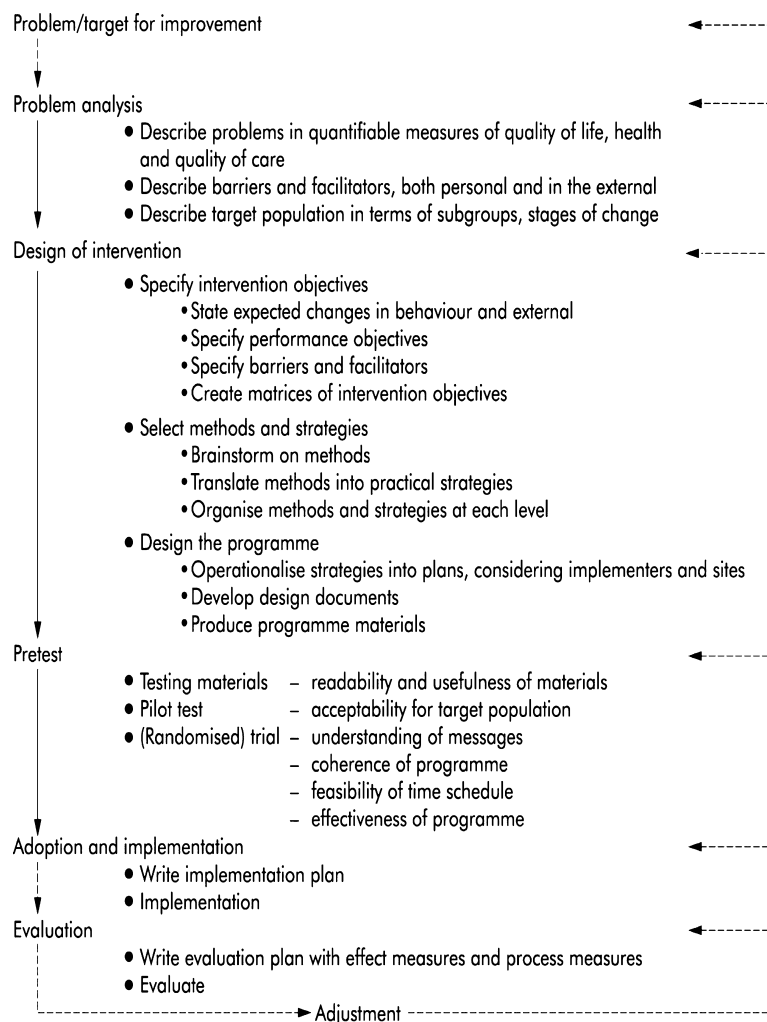 Problem/target for improvement
Problem analysis
• Describe problems in quantifiable measures of quality of life, health
and quality of care
• Describe barriers and facilitators, both personal and in the external
• Describe target population in terms of subgroups, stages of change
Design of intervention
• Specify intervention objectives
• State expected changes in behaviour and external
• Specify performance objectives
• Specify barriers and facilitators
• Create matrices of intervention objectives
• Select methods and strategies
• Brainstorm on methods
• Translate methods into practical strategies
• Organise methods and strategies at each level
• Design the programme
• Operationalise strategies into plans, considering implementers and sites
• Develop design documents
• Produce programme materials
Pretest
• Testing materials – readability and usefulness of materials
• Pilot test – acceptability for target population
• (Randomised) trial – understanding of messages
– coherence of programme
– feasibility of time schedule
– effectiveness of programme
Adoption and implementation
• Write implementation plan
• Implementation
Evaluation
• Write evaluation plan with effect measures and process measures
• Evaluate
Adjustment